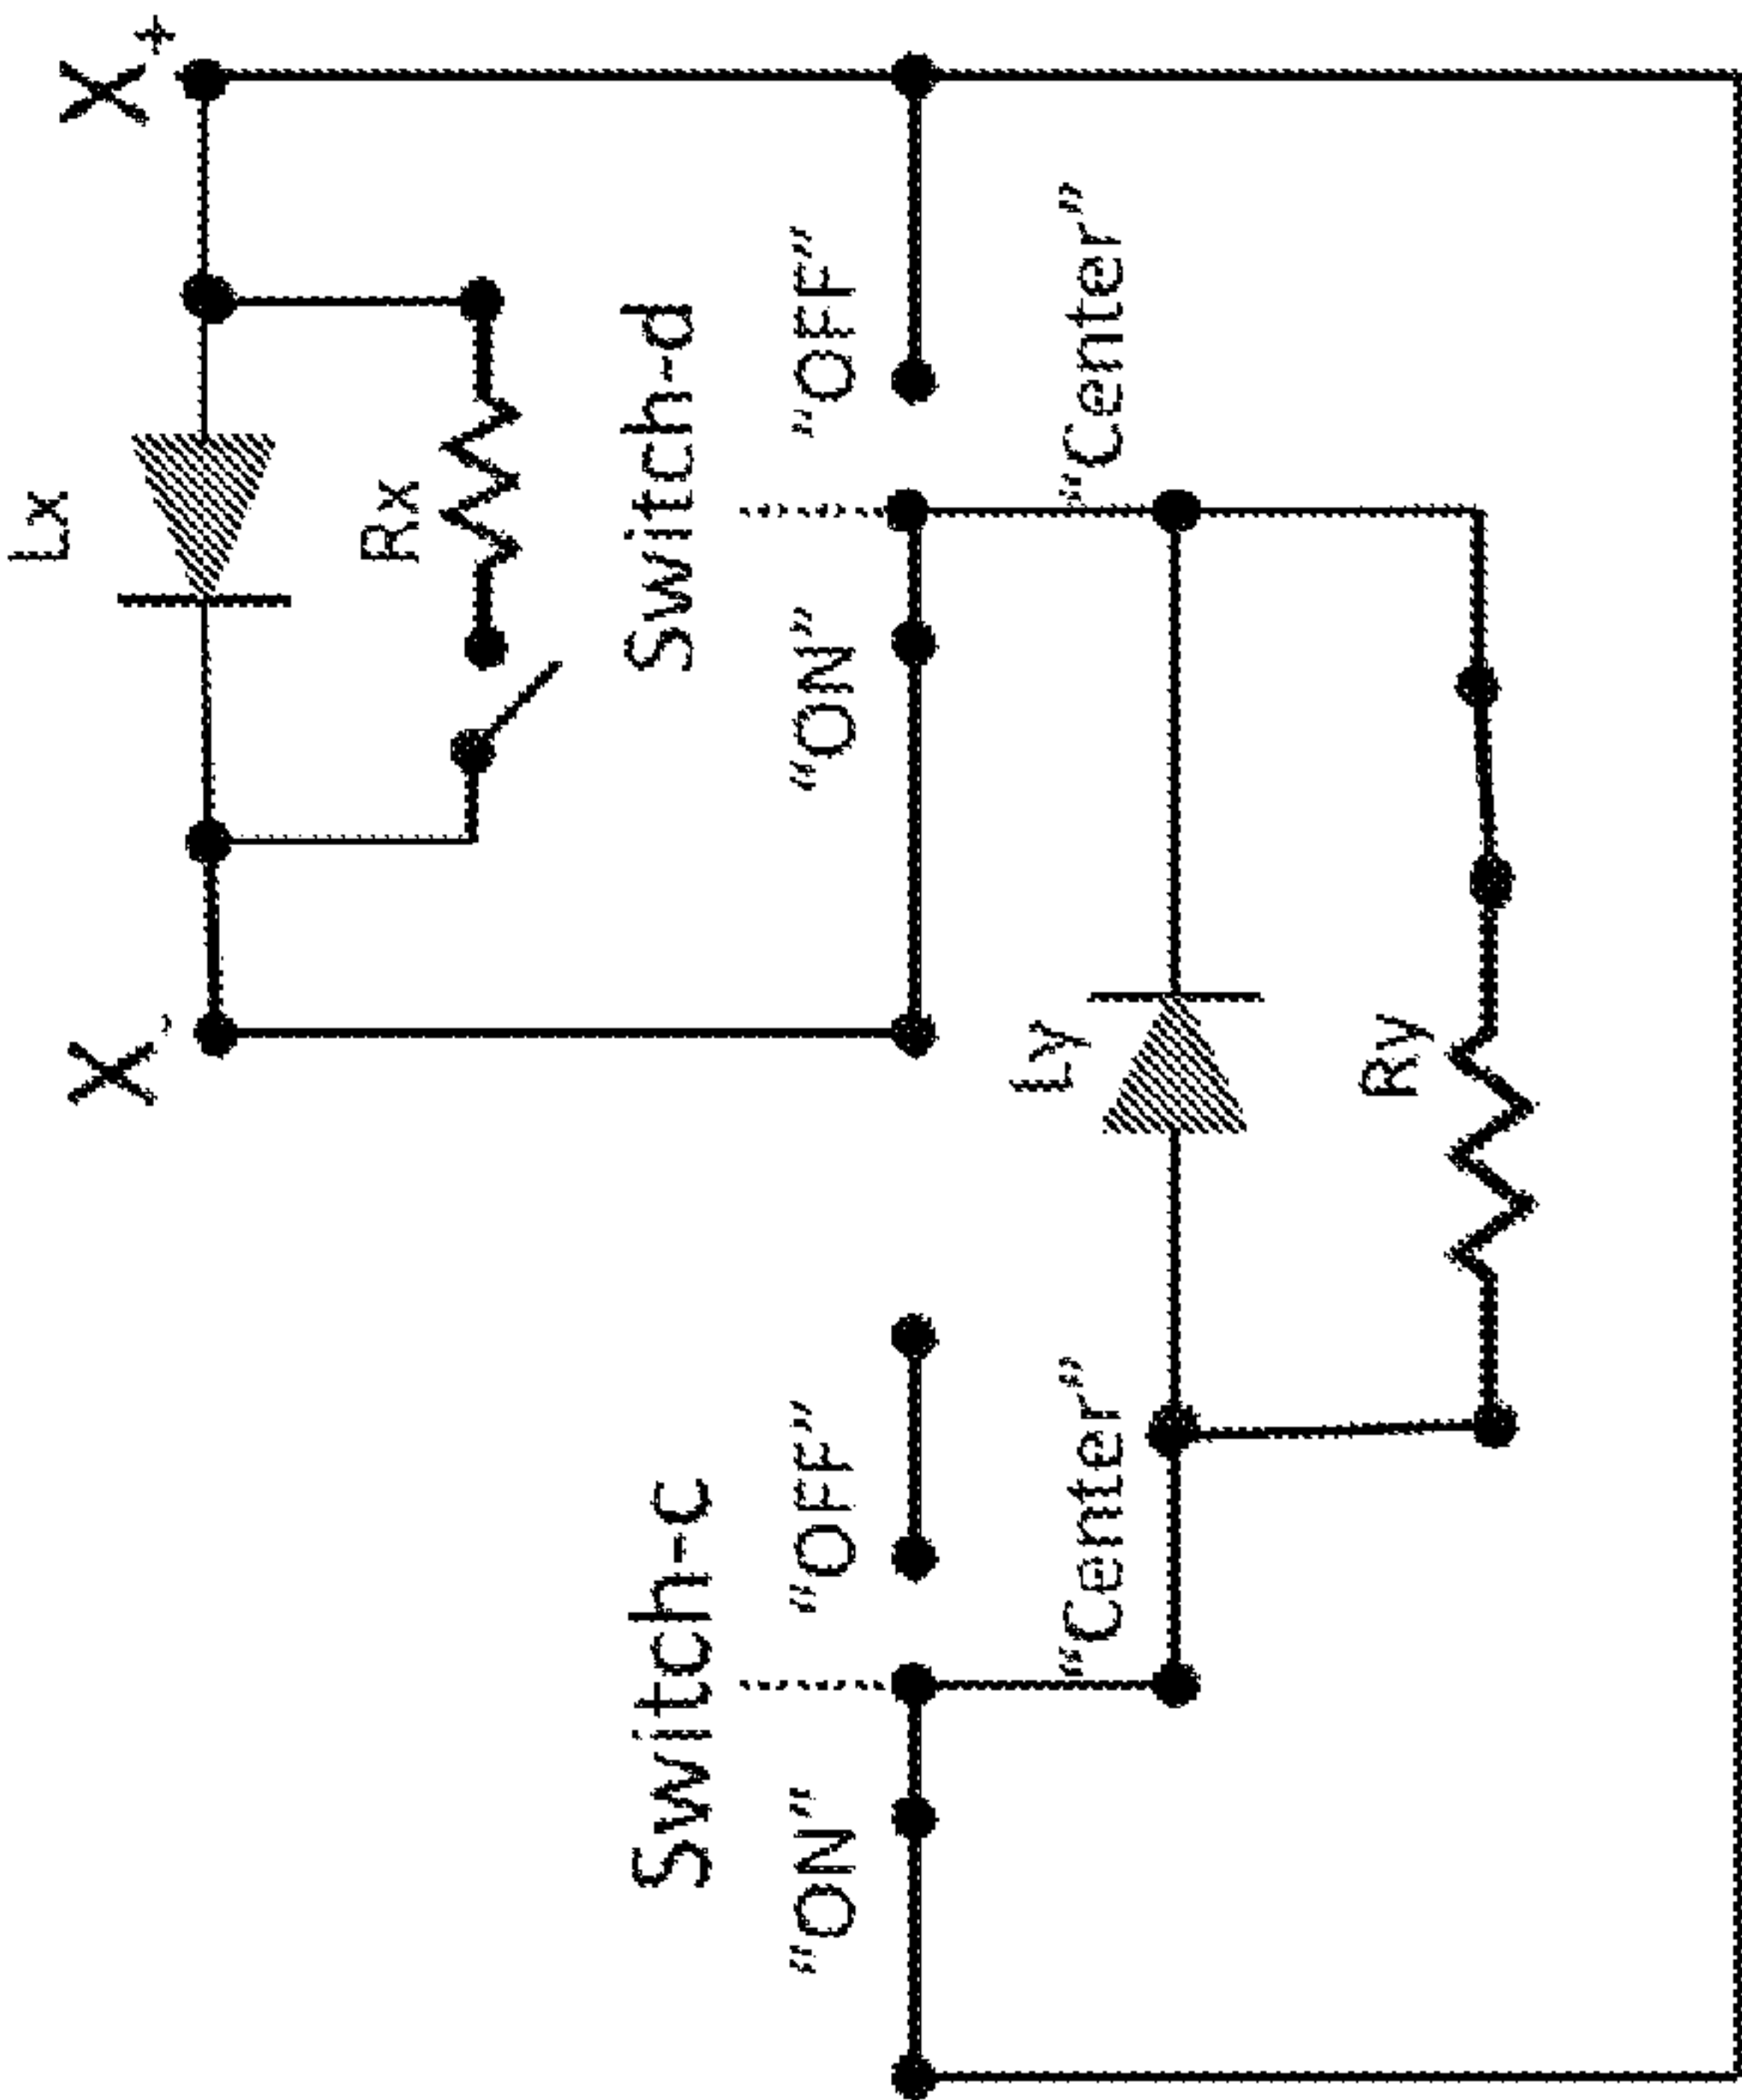 Lx
X- X+
Rx
Switch-c Switch-d
"ON" "OFF" "ON" "OFF"
Ly
"Center" "Center"
Ry